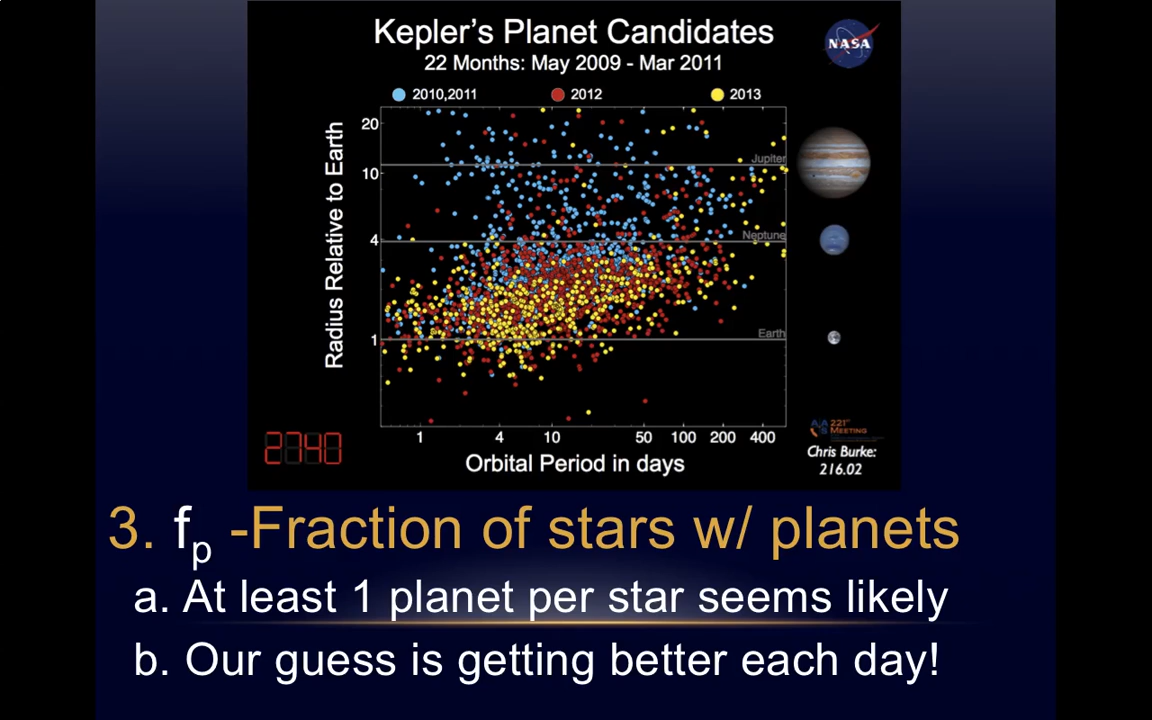 Kepler's Planet Candidates
22 Months: May 2009 - Mar 2011
NASA
2010,2011 2012 2013
Radius Relative to Earth
20
10
4
1
Jupiter
Neptune
Earth
1 4 10 50 100 200 400
Orbital Period in days
2740
AAS 221st MEETING
Chris Burke:
216.02
3. fp -Fraction of stars w/ planets
a. At least 1 planet per star seems likely
b. Our guess is getting better each day!